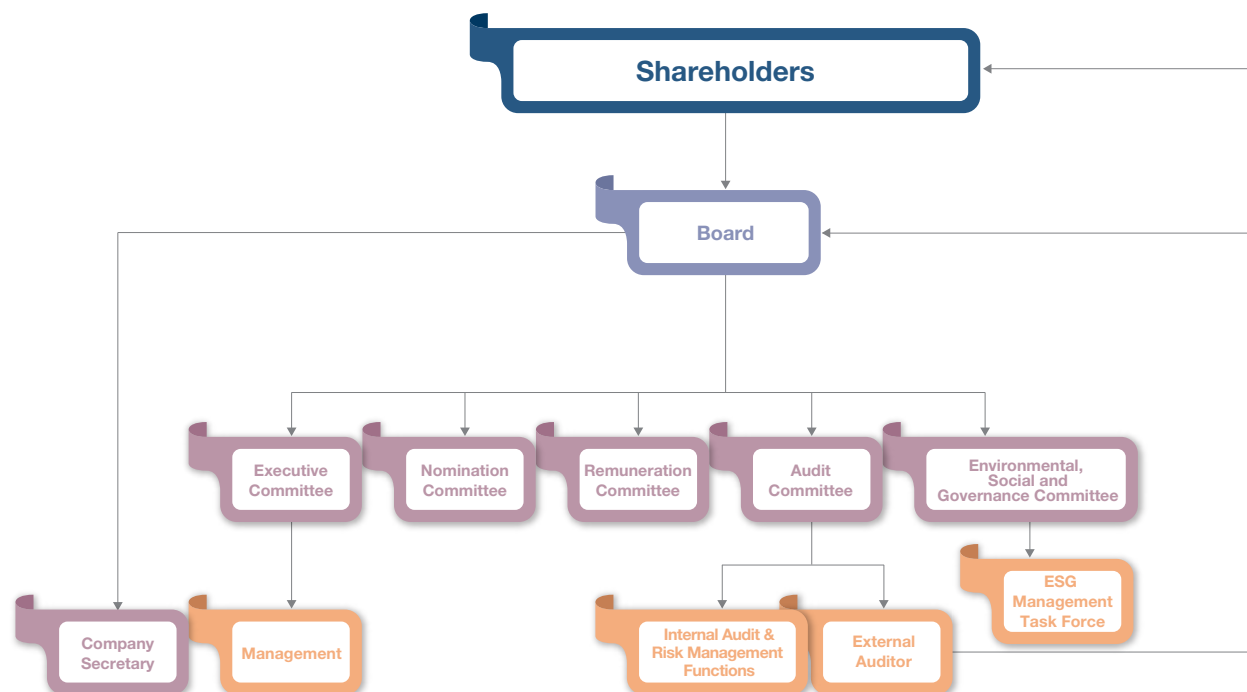 Shareholders
Board
Executive
Committee
Nomination
Committee
Remuneration
Committee
Audit
Committee
Environmental,
Social and
Governance Committee
ESG
Management
Task Force
Company
Secretary
Management
Internal Audit &
Risk Management
Functions
External
Auditor